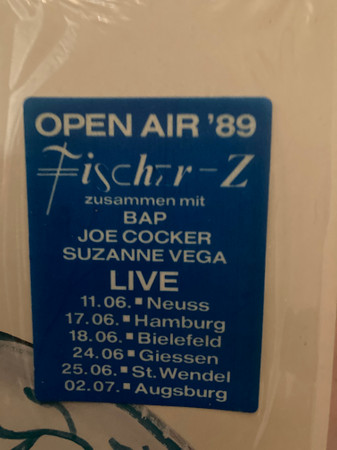 OPEN AIR '89
Fischer-Z
zusammen mit
BAP
JOE COCKER
SUZANNE VEGA
LIVE
11.06.▪Neuss
17.06.▪Hamburg
18.06.▪Bielefeld
24.06▪Giessen
25.06.▪St.Wendel
02.07.▪Augsburg